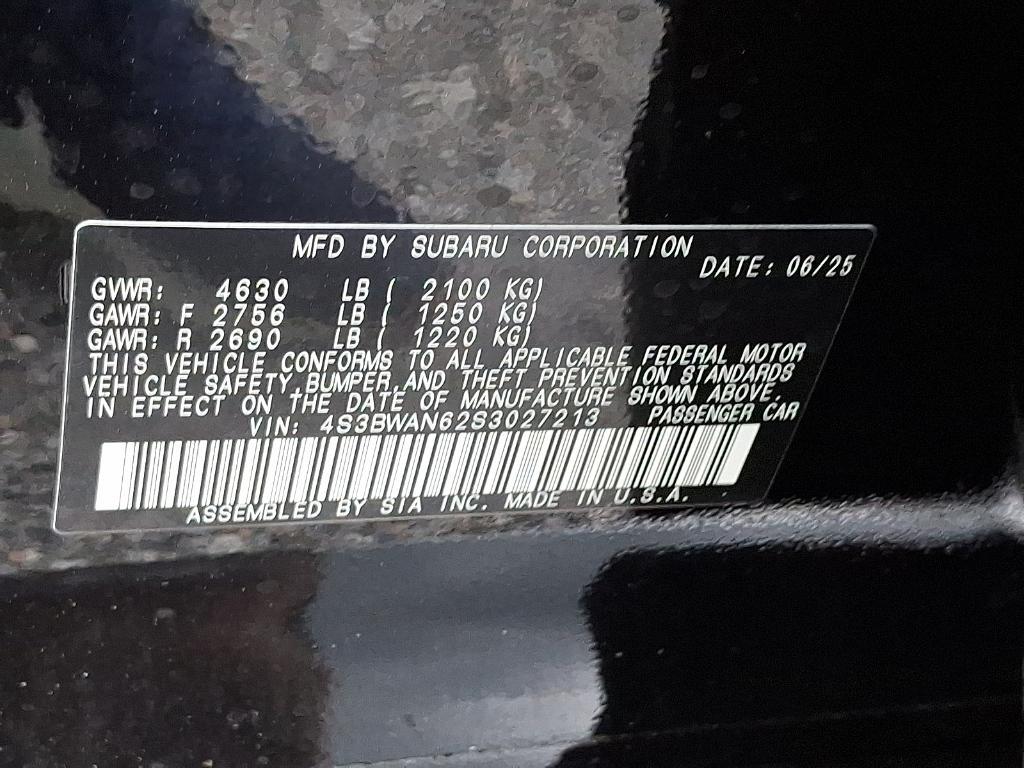 MFD BY SUBARU CORPORATION
DATE: 06/25
GVWR: 4630 LB ( 2100 KG)
GAWR: F 2756 LB ( 1250 KG)
GAWR: R 2690 LB ( 1220 KG)
THIS VEHICLE CONFORMS TO ALL APPLICABLE FEDERAL MOTOR
VEHICLE SAFETY,BUMPER,AND THEFT PREVENTION STANDARDS
IN EFFECT ON THE DATE OF MANUFACTURE SHOWN ABOVE.
VIN: 4S3BWAN62S3027213 PASSENGER CAR
ASSEMBLED BY SIA INC. MADE IN U.S.A.